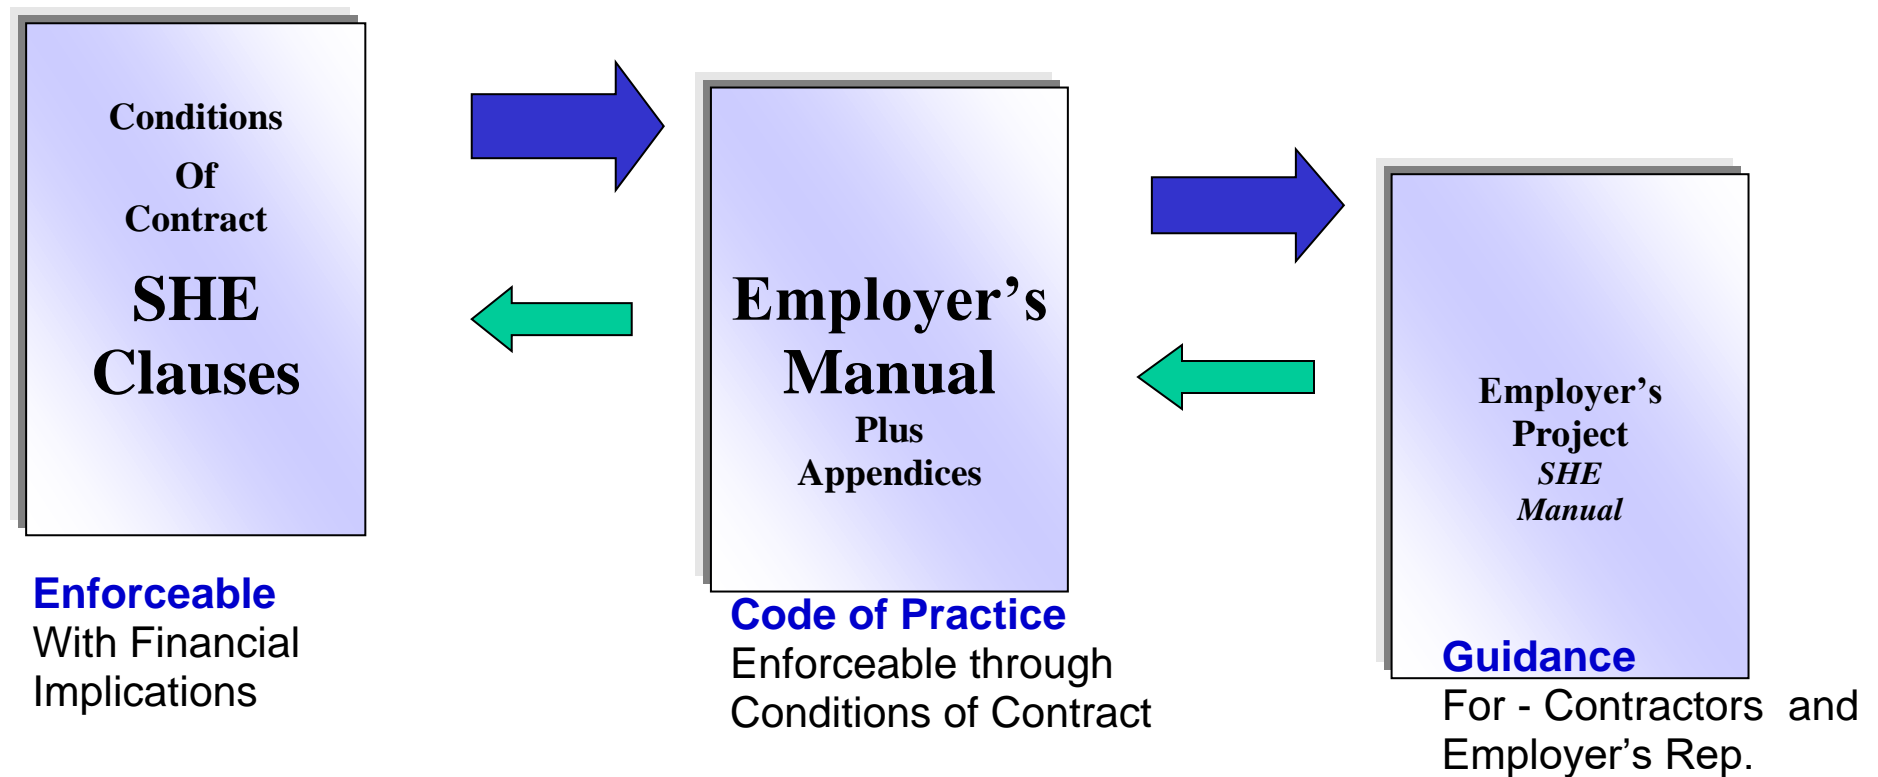 Conditions
Of
Contract
SHE
Clauses
Enforceable
With Financial
Implications
Employer’s
Manual
Plus
Appendices
Code of Practice
Enforceable through
Conditions of Contract
Employer’s
Project
SHE
Manual
Guidance
For - Contractors  and
Employer’s Rep.